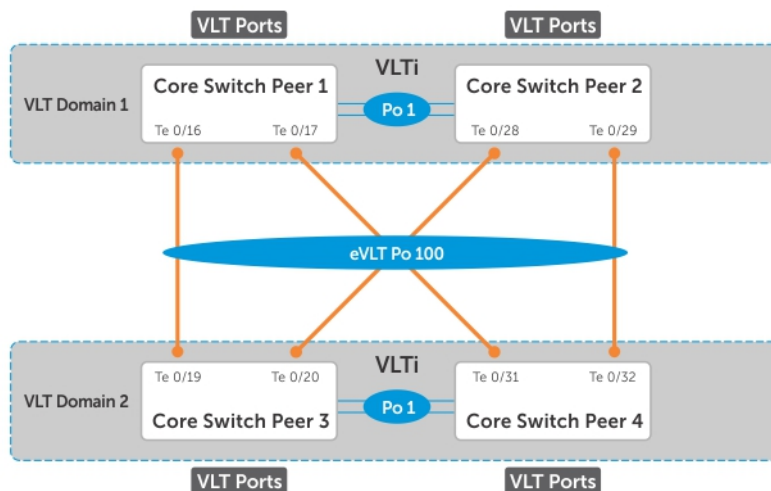 VLT Ports
VLT Ports
VLTi
VLT Domain 1
Core Switch Peer 1
Te 0/16
Te 0/17
Po 1
Core Switch Peer 2
Te 0/28
Te 0/29
eVLT Po 100
VLTi
VLT Domain 2
Te 0/19
Te 0/20
Core Switch Peer 3
Po 1
Te 0/31
Te 0/32
Core Switch Peer 4
VLT Ports
VLT Ports